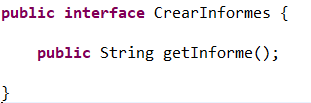 public interface CrearInformes {
public String getInforme();
}